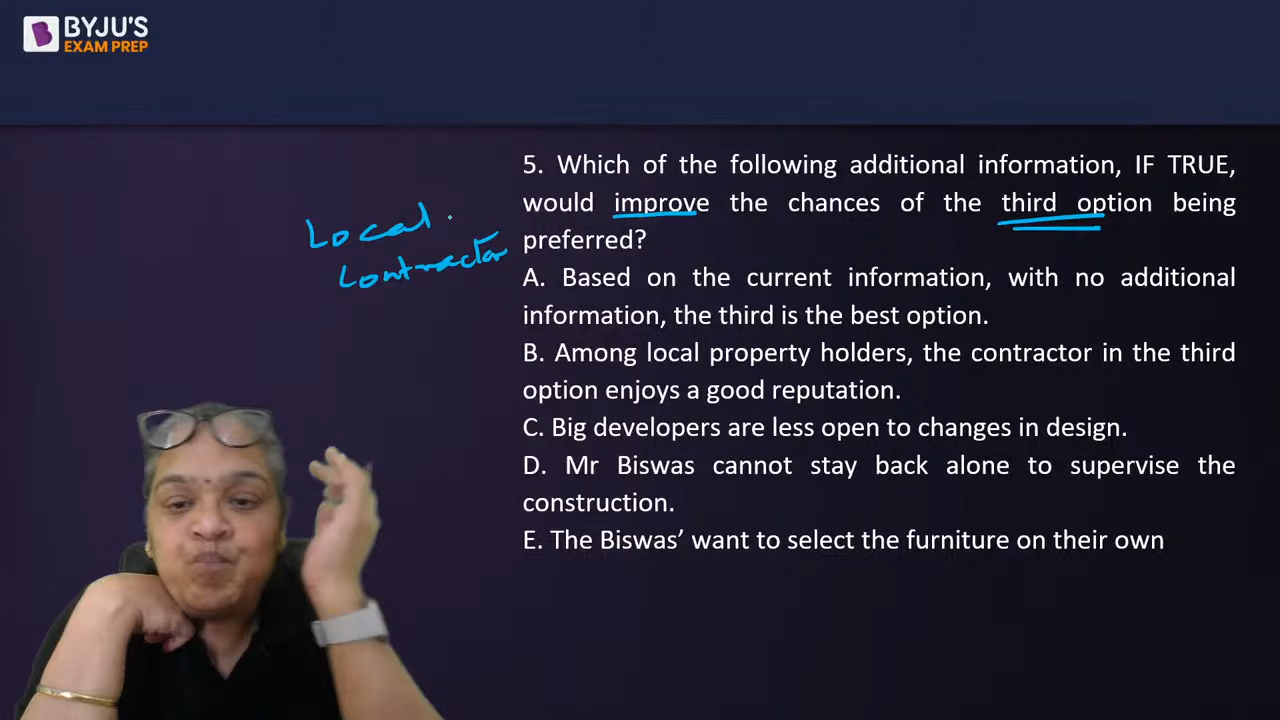 BYJU'S
EXAM PREP
5. Which of the following additional information, IF TRUE,
would improve the chances of the third option being
preferred?
A. Based on the current information, with no additional
information, the third is the best option.
B. Among local property holders, the contractor in the third
option enjoys a good reputation.
C. Big developers are less open to changes in design.
D. Mr Biswas cannot stay back alone to supervise the
construction.
E. The Biswas’ want to select the furniture on their own
Local
Contractor